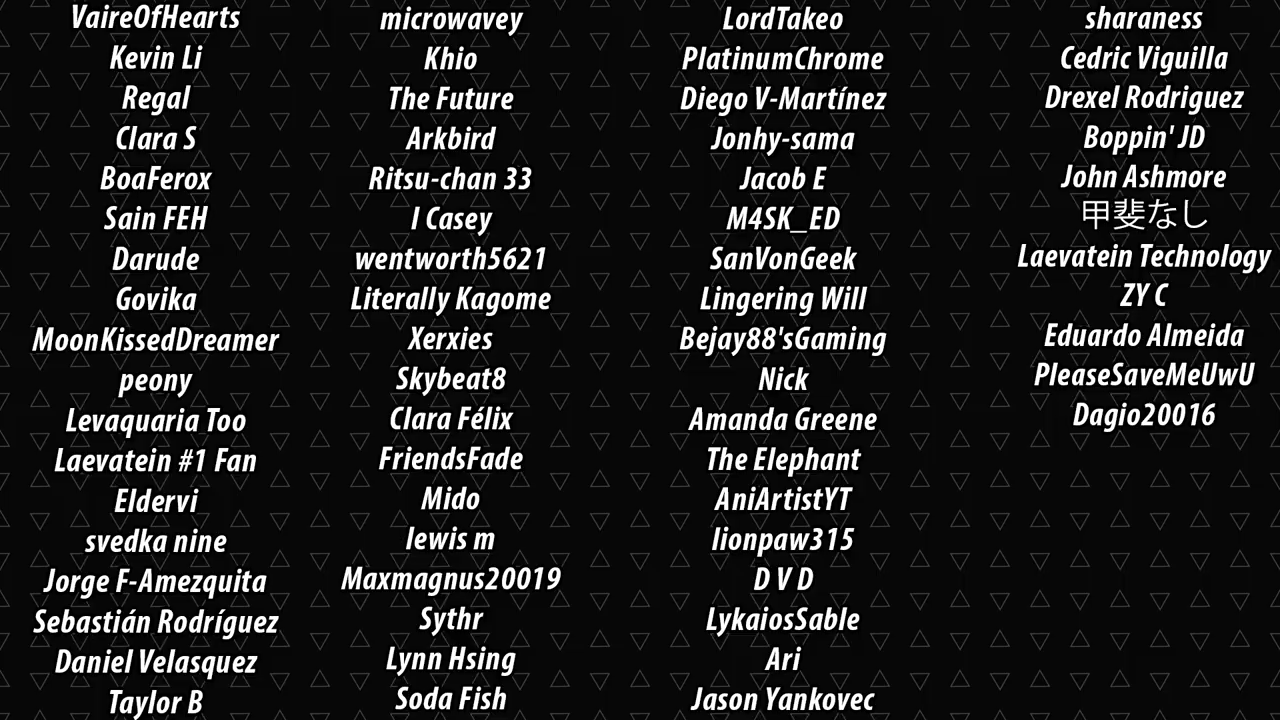 VaireOfHearts
Kevin Li
Regal
Clara S
BoaFerox
Sain FEH
Darude
Govika
MoonKissedDreamer
peony
Levaquaria Too
Laevatein #1 Fan
Eldervi
svedka nine
Jorge F-Amezquita
Sebastián Rodríguez
Daniel Velasquez
Taylor B
microwavey
Khio
The Future
Arkbird
Ritsu-chan 33
I Casey
wentworth5621
Literally Kagome
Xerxies
Skybeat8
Clara Félix
FriendsFade
Mido
lewis m
Maxmagnus20019
Sythr
Lynn Hsing
Soda Fish
LordTakeo
PlatinumChrome
Diego V-Martínez
Jonhy-sama
Jacob E
M4SK_ED
SanVonGeek
Lingering Will
Bejay88'sGaming
Nick
Amanda Greene
The Elephant
AniArtistYT
lionpaw315
D V D
LykaiosSable
Ari
Jason Yankovec
sharaness
Cedric Viguilla
Drexel Rodriguez
Boppin' JD
John Ashmore
甲斐なし
Laevatein Technology
ZY C
Eduardo Almeida
PleaseSaveMeUwU
Dagio20016